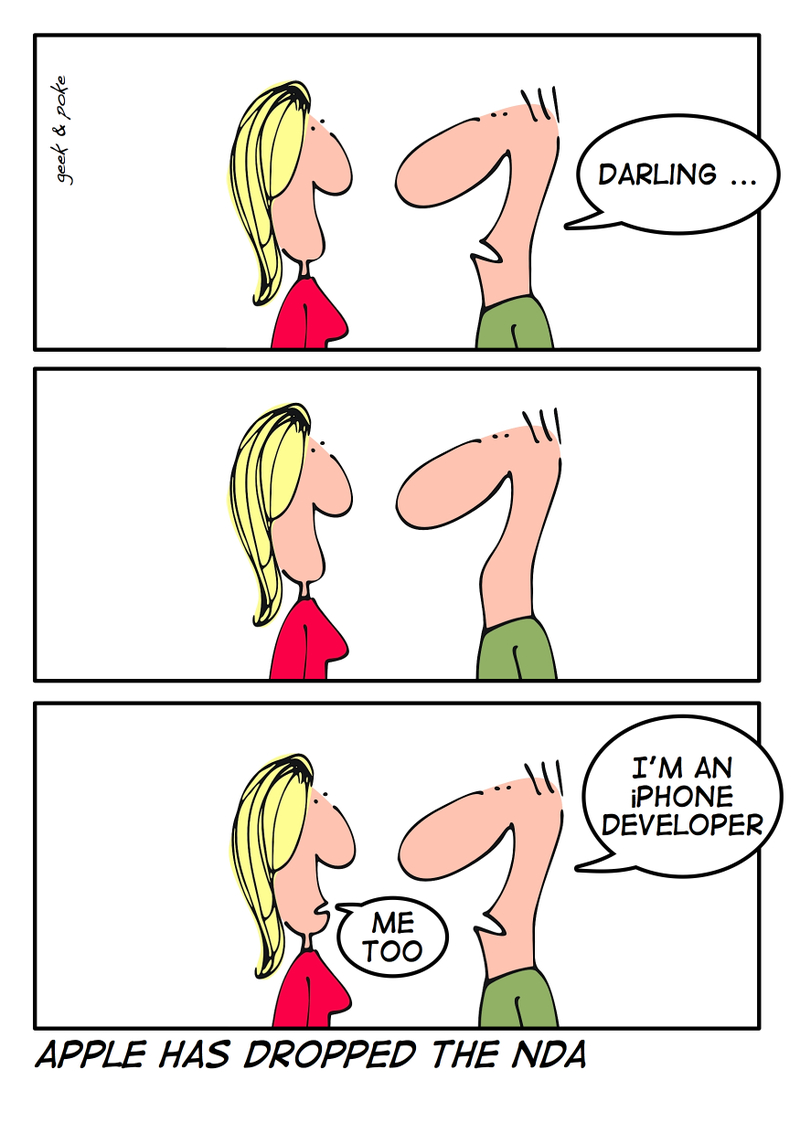 geek & poke
DARLING ...
I'M AN
iPHONE
DEVELOPER
ME
TOO
APPLE HAS DROPPED THE NDA